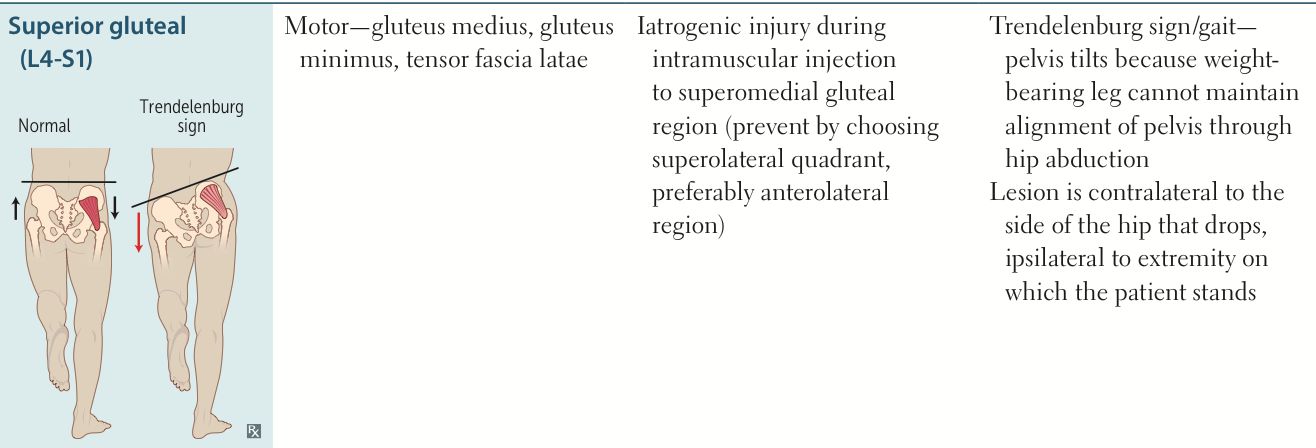 Superior gluteal
(L4-S1)
Normal
Trendelenburg
sign
Rx
Motor—gluteus medius, gluteus
minimus, tensor fascia latae
Iatrogenic injury during
intramuscular injection
to superomedial gluteal
region (prevent by choosing
superolateral quadrant,
preferably anterolateral
region)
Trendelenburg sign/gait—
pelvis tilts because weight-
bearing leg cannot maintain
alignment of pelvis through
hip abduction
Lesion is contralateral to the
side of the hip that drops,
ipsilateral to extremity on
which the patient stands